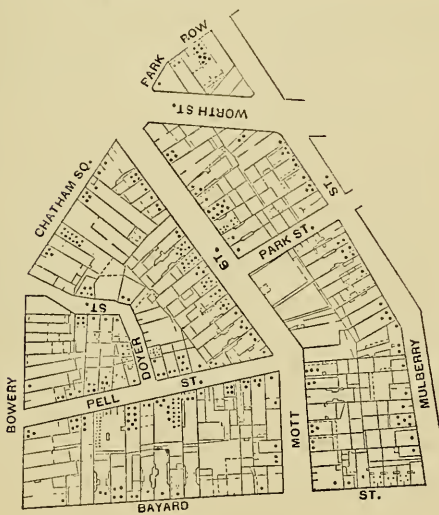 PARK ROW
WORTH ST.
CHATHAM SQ.
ST
PARK ST.
ST.
ST.
DOYER
PELL
ST.
BOWERY
MOTT
MULBERRY
BAYARD
ST.